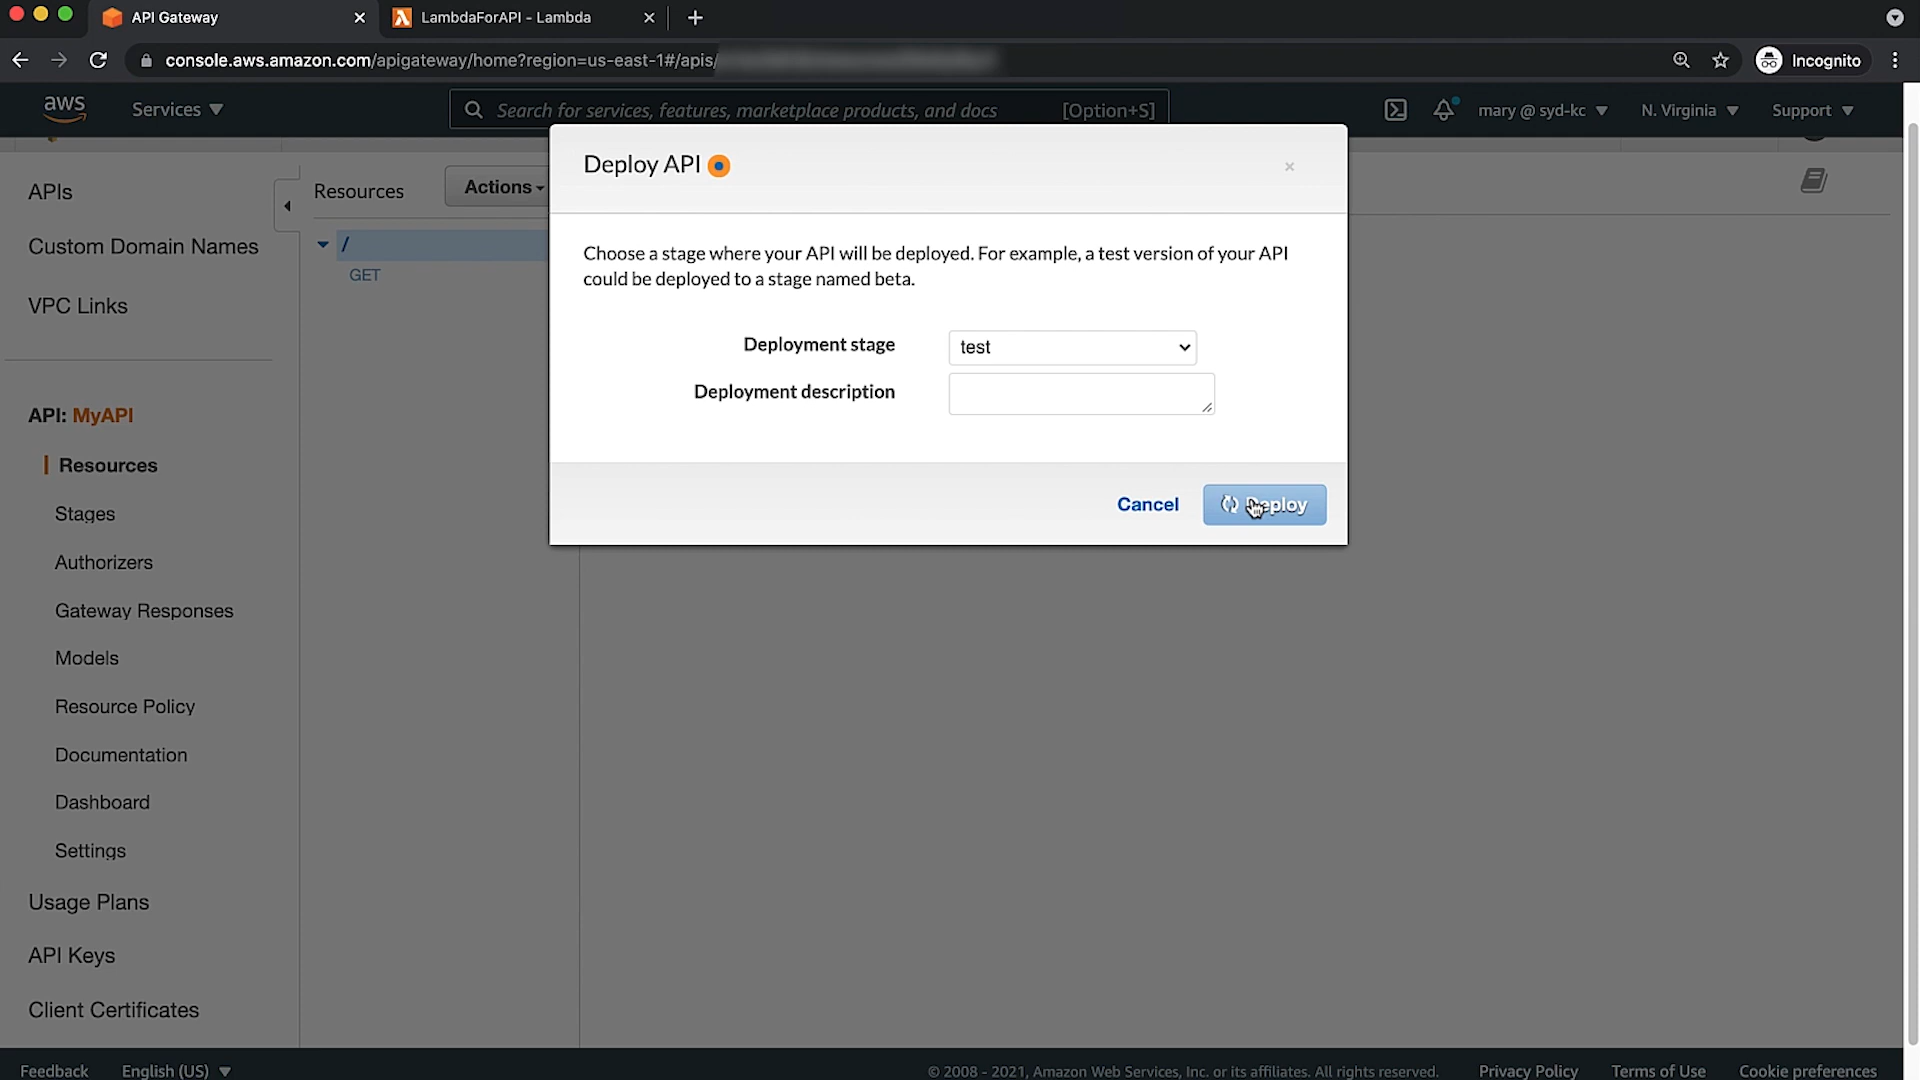 API Gateway
LambdaForAPI - Lambda
console.aws.amazon.com/apigateway/home?region=us-east-1#/apis/
Incognito
aws
Services
Search for services, features, marketplace products, and docs
[Option+S]
mary @ syd-kc
N. Virginia
Support
APIs
Custom Domain Names
VPC Links
API: MyAPI
Resources
Stages
Authorizers
Gateway Responses
Models
Resource Policy
Documentation
Dashboard
Settings
Usage Plans
API Keys
Client Certificates
Resources
Actions
/
GET
Deploy API
×
Choose a stage where your API will be deployed. For example, a test version of your API
could be deployed to a stage named beta.
Deployment stage
test
Deployment description
Cancel
Deploy
Feedback
English (US)
© 2008 - 2021, Amazon Web Services, Inc. or its affiliates. All rights reserved.
Privacy Policy
Terms of Use
Cookie preferences